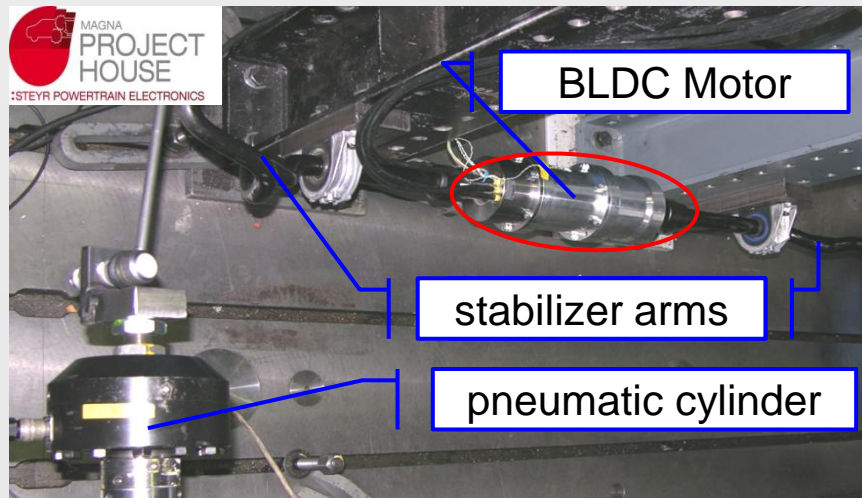 MAGNA
PROJECT
HOUSE
:STEYR POWERTRAIN ELECTRONICS
BLDC Motor
stabilizer arms
pneumatic cylinder